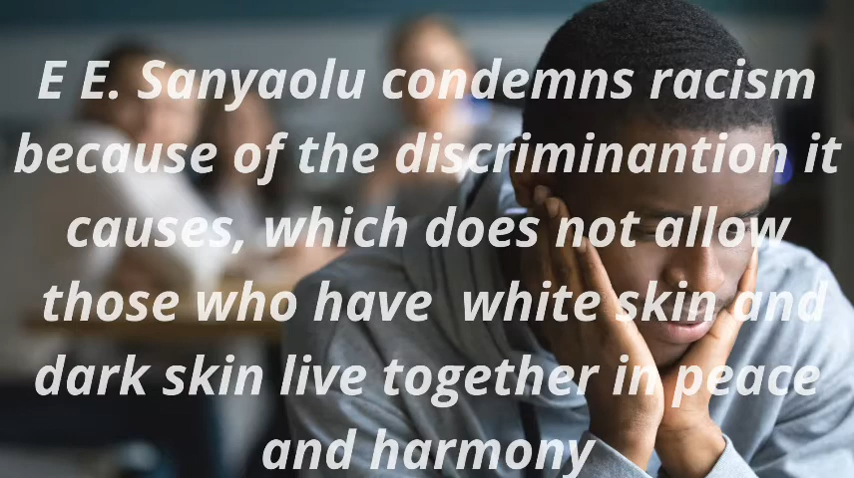 E E. Sanyaolu condemns racism
because of the discriminantion it
causes, which does not allow
those who have  white skin and
dark skin live together in peace
and harmony